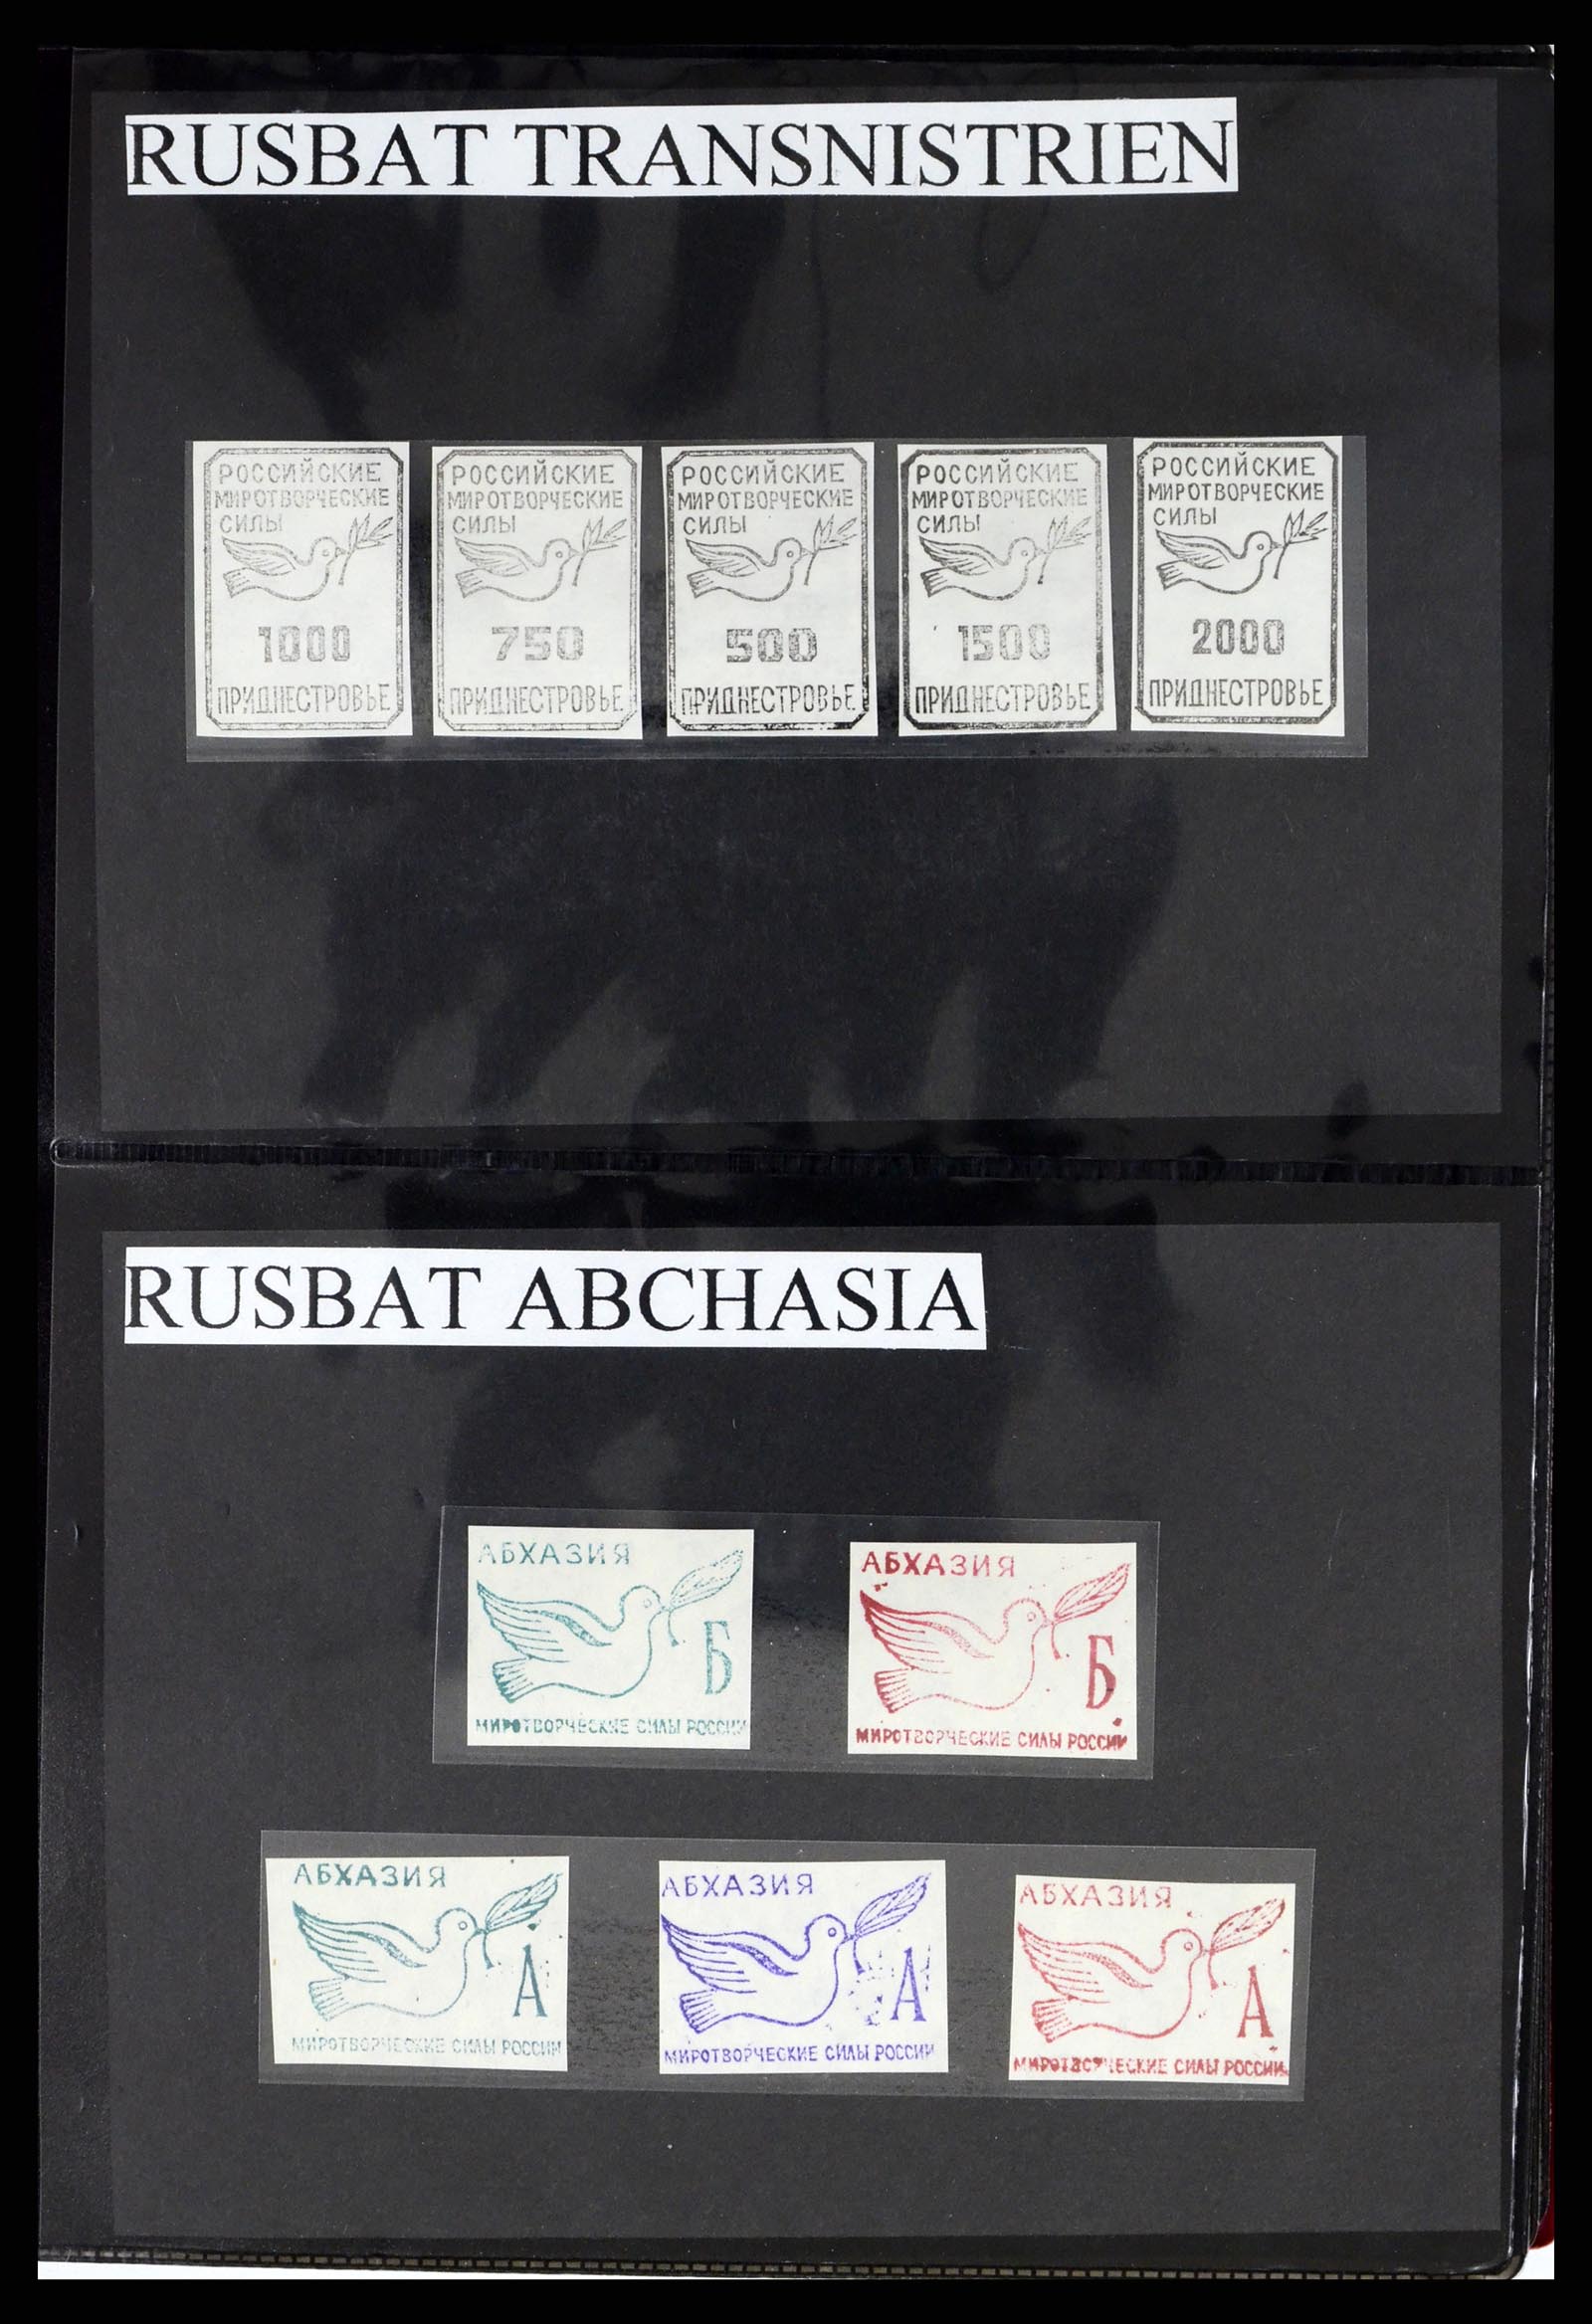 RUSBAT TRANSNISTRIEN
РОССИЙСКИЕ
МИРОТВОРЧЕСКИЕ
СИЛЫ
1000
ПРИДНЕСТРОВЬЕ
РОССИЙСКИЕ
МИРОТВОРЧЕСКИЕ
СИЛЫ
750
ПРИДНЕСТРОВЬЕ
РОССИЙСКИЕ
МИРОТВОРЧЕСКИЕ
СИЛЫ
500
ПРИДНЕСТРОВЬЕ
РОССИЙСКИЕ
МИРОТВОРЧЕСКИЕ
СИЛЫ
1500
ПРИДНЕСТРОВЬЕ
РОССИЙСКИЕ
МИРОТВОРЧЕСКИЕ
СИЛЫ
2000
ПРИДНЕСТРОВЬЕ
RUSBAT ABCHASIA
АБХАЗИЯ
Б
МИРОТВОРЧЕСКИЕ СИЛЫ РОССИИ
АБХАЗИЯ
Б
МИРОТВОРЧЕСКИЕ СИЛЫ РОССИИ
АБХАЗИЯ
А
МИРОТВОРЧЕСКИЕ СИЛЫ РОССИИ
АБХАЗИЯ
А
МИРОТВОРЧЕСКИЕ СИЛЫ РОССИИ
АБХАЗИЯ
А
МИРОТВОРЧЕСКИЕ СИЛЫ РОССИИ